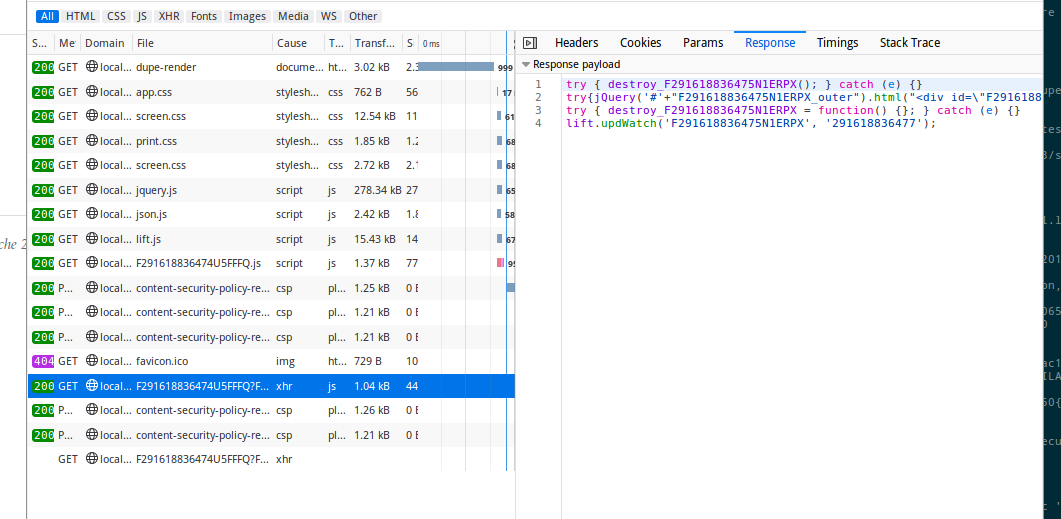 All HTML CSS JS XHR Fonts Images Media WS Other
S... Me Domain File Cause T... Transf... S 0 ms
Headers Cookies Params Response Timings Stack Trace
Response payload
200 GET local... dupe-render docume... ht... 3.02 kB 2.3 999
200 GET local... app.css stylesh... css 762 B 56 17
200 GET local... screen.css stylesh... css 12.54 kB 11 61
200 GET local... print.css stylesh... css 1.85 kB 1.2 68
200 GET local... screen.css stylesh... css 2.72 kB 2.1 68
200 GET local... jquery.js script js 278.34 kB 27 65
200 GET local... json.js script js 2.42 kB 1.8 58
200 GET local... lift.js script js 15.43 kB 14 67
200 GET local... F291618836474U5FFFQ.js script js 1.37 kB 77 95
200 P... local... content-security-policy-re... csp pl... 1.25 kB 0 B
200 P... local... content-security-policy-re... csp pl... 1.21 kB 0 B
200 P... local... content-security-policy-re... csp pl... 1.21 kB 0 B
404 GET local... favicon.ico img ht... 729 B 10
200 GET local... F291618836474U5FFFQ?F... xhr js 1.04 kB 44
200 P... local... content-security-policy-re... csp pl... 1.26 kB 0 B
200 P... local... content-security-policy-re... csp pl... 1.21 kB 0 B
GET local... F291618836474U5FFFQ?F... xhr
1 try { destroy_F291618836475N1ERPX(); } catch (e) {}
2 try{jQuery('#'+"F291618836475N1ERPX_outer").html("<div id=\"F2916188
3 try { destroy_F291618836475N1ERPX = function() {}; } catch (e) {}
4 lift.updWatch('F291618836475N1ERPX', '291618836477');
che 2